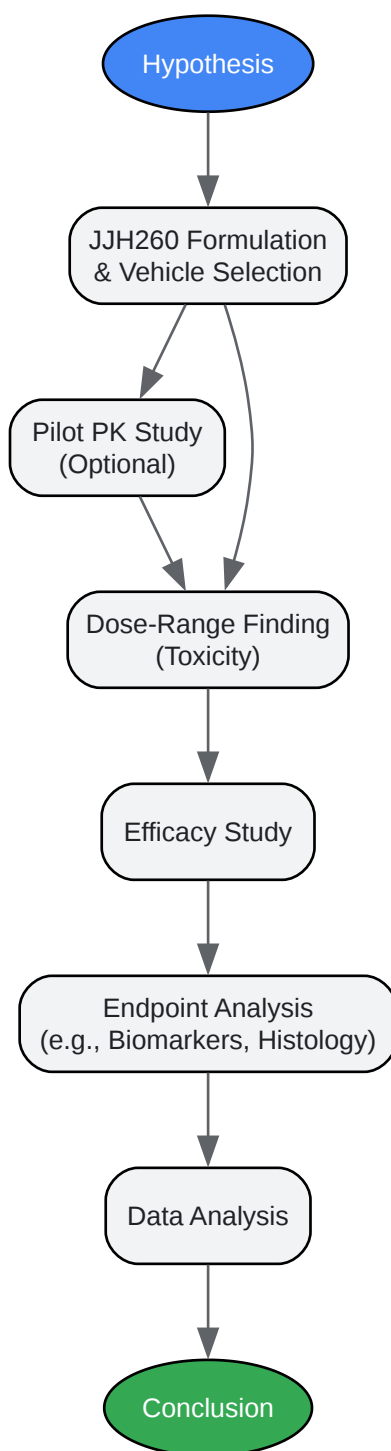 Hypothesis
JJH260 Formulation
& Vehicle Selection
Pilot PK Study
(Optional)
Dose-Range Finding
(Toxicity)
Efficacy Study
Endpoint Analysis
(e.g., Biomarkers, Histology)
Data Analysis
Conclusion